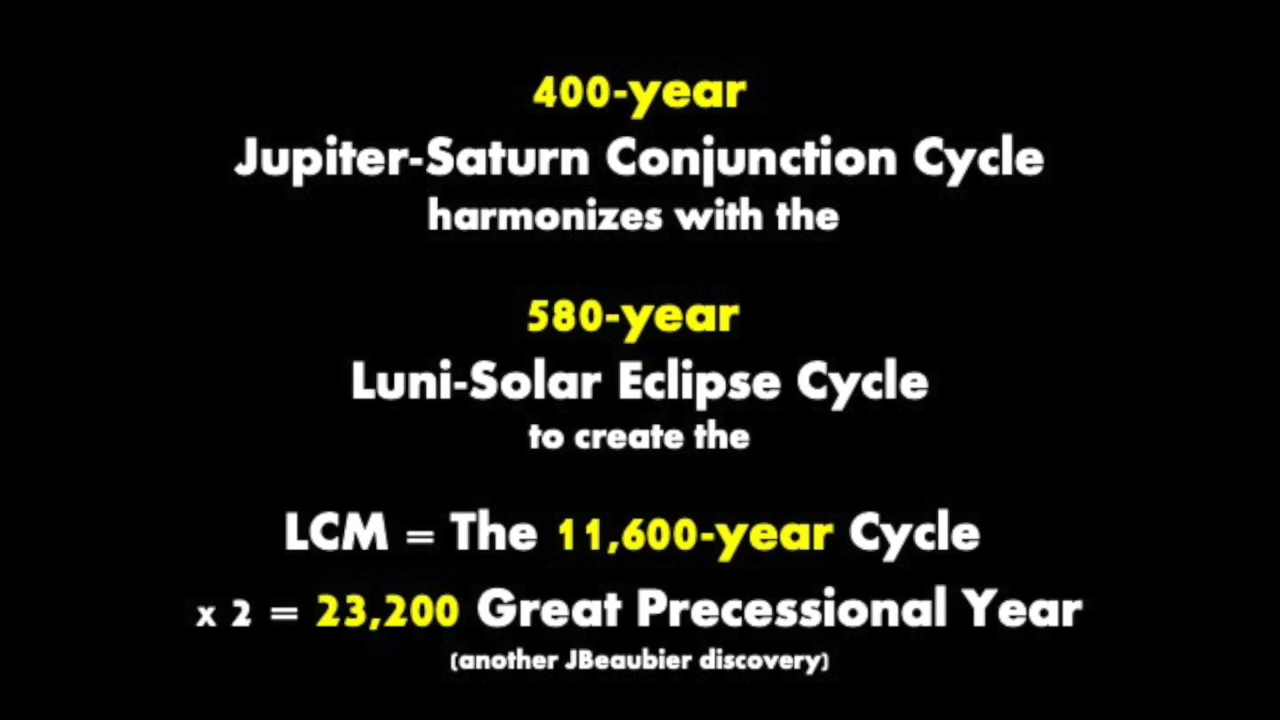 400-year
Jupiter-Saturn Conjunction Cycle
harmonizes with the
580-year
Luni-Solar Eclipse Cycle
to create the
LCM = The 11,600-year Cycle
x 2 = 23,200 Great Precessional Year
(another JBeaubier discovery)